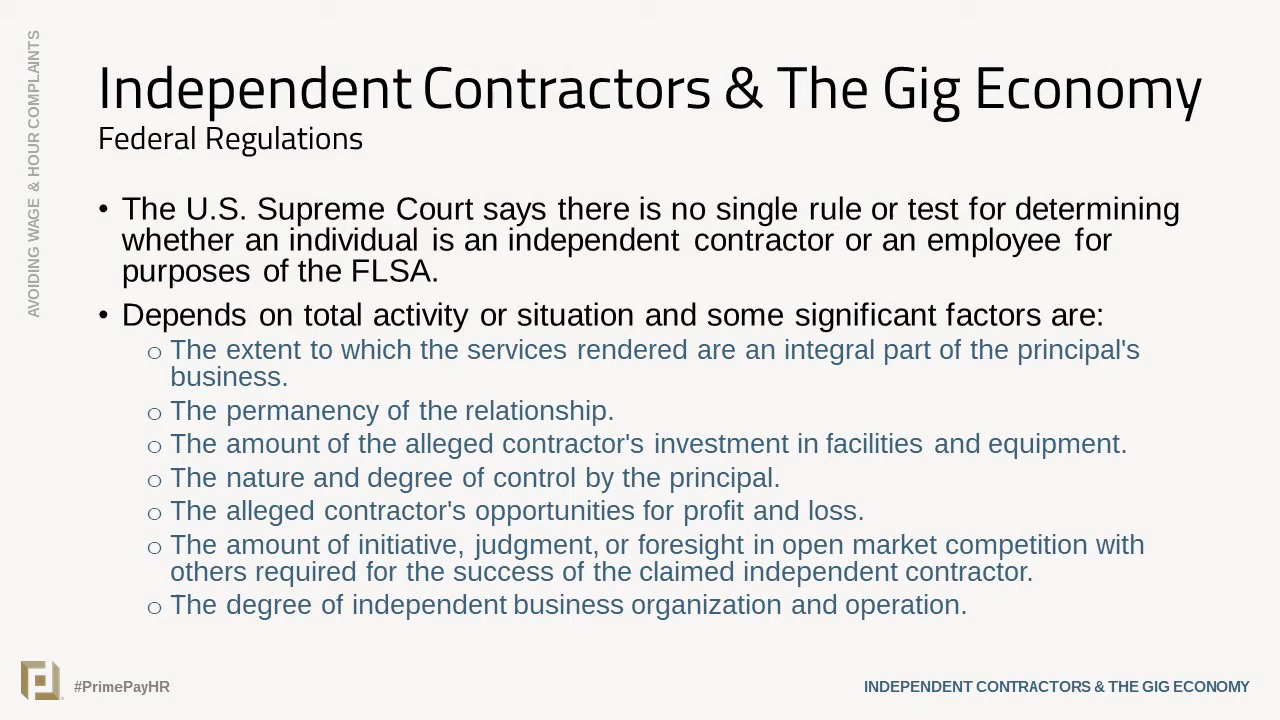 AVOIDING WAGE & HOUR COMPLAINTS
Independent Contractors & The Gig Economy
Federal Regulations
• The U.S. Supreme Court says there is no single rule or test for determining
whether an individual is an independent contractor or an employee for
purposes of the FLSA.
• Depends on total activity or situation and some significant factors are:
o The extent to which the services rendered are an integral part of the principal's
business.
o The permanency of the relationship.
o The amount of the alleged contractor's investment in facilities and equipment.
o The nature and degree of control by the principal.
o The alleged contractor's opportunities for profit and loss.
o The amount of initiative, judgment, or foresight in open market competition with
others required for the success of the claimed independent contractor.
o The degree of independent business organization and operation.
#PrimePayHR
INDEPENDENT CONTRACTORS & THE GIG ECONOMY